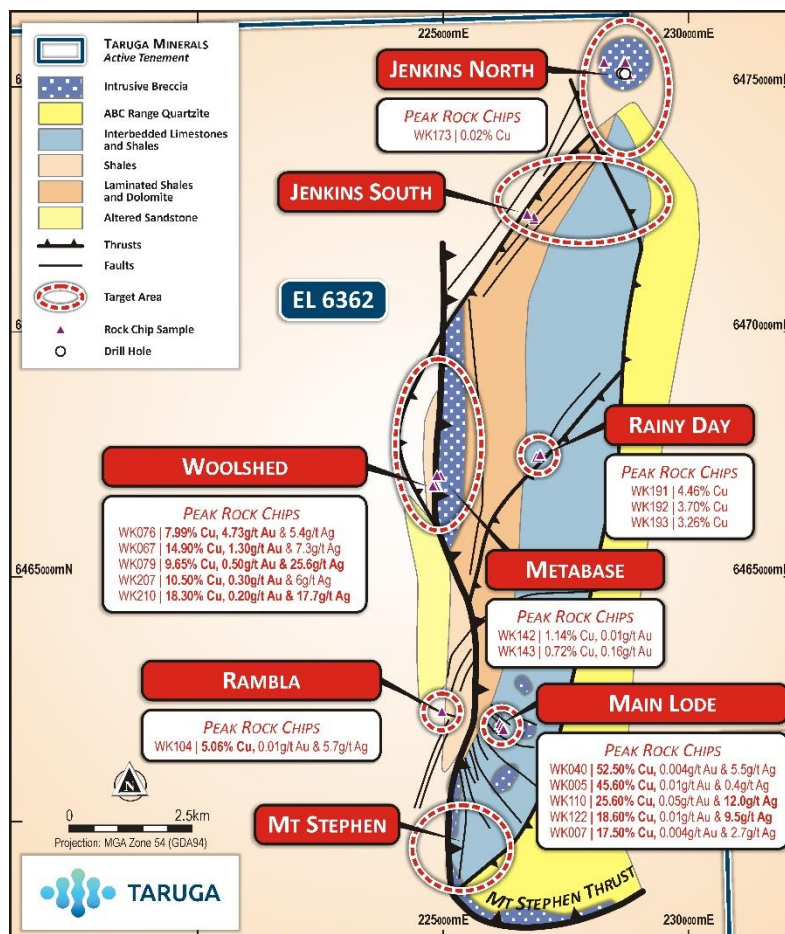 225000mE
230000mE
TARUGA MINERALS
Active Tenement
Intrusive Breccia
ABC Range Quartzite
Interbedded Limestones
and Shales
Shales
Laminated Shales
and Dolomite
Altered Sandstone
Thrusts
Faults
Target Area
Rock Chip Sample
Drill Hole
JENKINS NORTH
PEAK ROCK CHIPS
WK173 | 0.02% Cu
6475000mN
JENKINS SOUTH
EL 6362
6470000mN
RAINY DAY
PEAK ROCK CHIPS
WK191 | 4.46% Cu
WK192 | 3.70% Cu
WK193 | 3.26% Cu
WOOLSHED
PEAK ROCK CHIPS
WK076 | 7.99% Cu, 4.73g/t Au & 5.4g/t Ag
WK067 | 14.90% Cu, 1.30g/t Au & 7.3g/t Ag
WK079 | 9.65% Cu, 0.50g/t Au & 25.6g/t Ag
WK207 | 10.50% Cu, 0.30g/t Au & 6g/t Ag
WK210 | 18.30% Cu, 0.20g/t Au & 17.7g/t Ag
6465000mN
6465000mN
METABASE
PEAK ROCK CHIPS
WK142 | 1.14% Cu, 0.01g/t Au
WK143 | 0.72% Cu, 0.16g/t Au
RAMBLA
PEAK ROCK CHIPS
WK104 | 5.06% Cu, 0.01g/t Au & 5.7g/t Ag
MAIN LODE
PEAK ROCK CHIPS
WK040 | 52.50% Cu, 0.004g/t Au & 5.5g/t Ag
WK005 | 45.60% Cu, 0.01g/t Au & 0.4g/t Ag
WK110 | 25.60% Cu, 0.05g/t Au & 12.0g/t Ag
WK122 | 18.60% Cu, 0.01g/t Au & 9.5g/t Ag
WK007 | 17.50% Cu, 0.004g/t Au & 2.7g/t Ag
N
0 2.5km
Projection: MGA Zone 54 (GDA94)
MT STEPHEN
MT STEPHEN THRUST
TARUGA
225000mE
230000mE